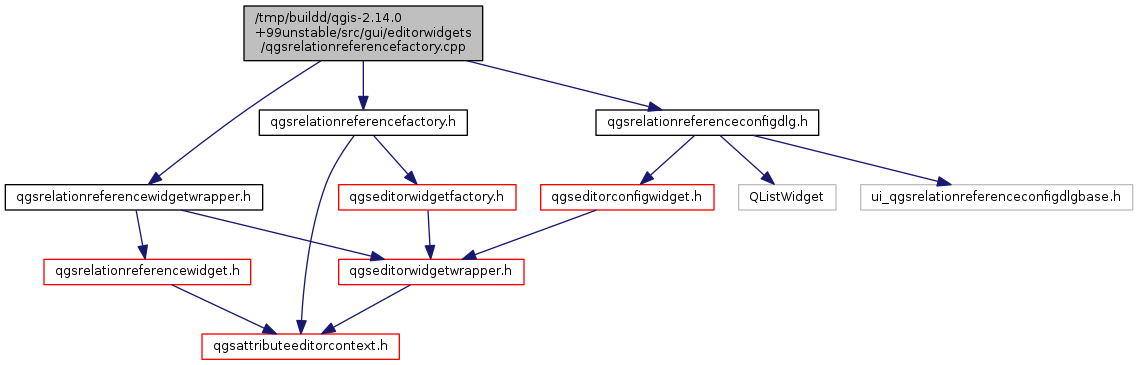 /tmp/buildd/qgis-2.14.0
+99unstable/src/gui/editorwidgets
/qgsrelationreferencefactory.cpp
qgsrelationreferencefactory.h
qgsrelationreferenceconfigdlg.h
qgsrelationreferencewidgetwrapper.h
qgseditorwidgetfactory.h
qgseditorconfigwidget.h
QListWidget
ui_qgsrelationreferenceconfigdlgbase.h
qgsrelationreferencewidget.h
qgseditorwidgetwrapper.h
qgsattributeeditorcontext.h